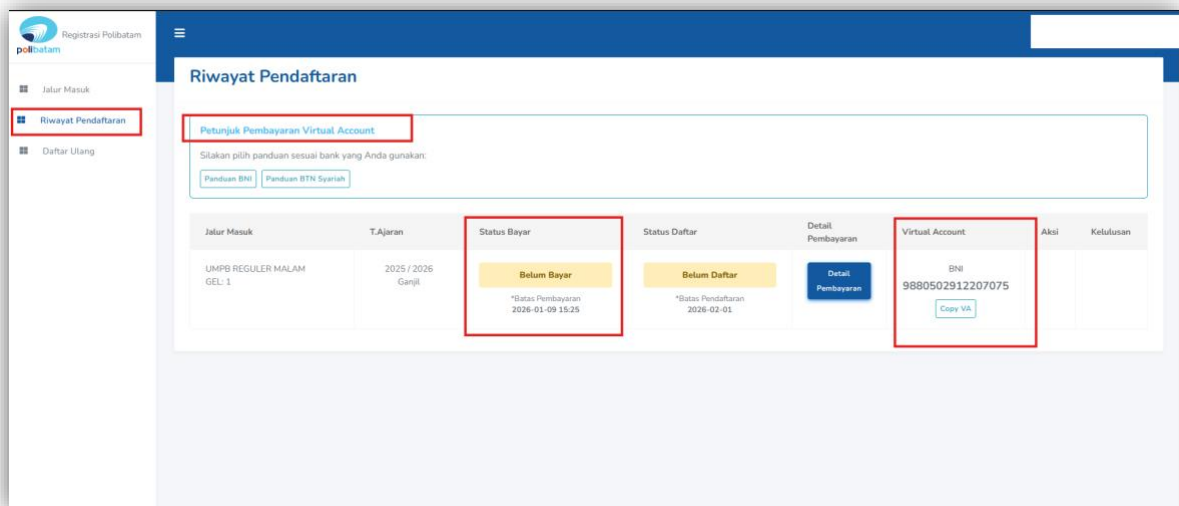 Registrasi Polibatam
polibatam
Jalur Masuk
Riwayat Pendaftaran
Daftar Ulang
Riwayat Pendaftaran
Petunjuk Pembayaran Virtual Account
Silakan pilih panduan sesuai bank yang Anda gunakan:
Panduan BNI
Panduan BTN Syariah
Jalur Masuk
T.Ajaran
Status Bayar
Status Daftar
Detail
Pembayaran
Virtual Account
Aksi
Kelulusan
UMPB REGULER MALAM
GEL: 1
2025 / 2026
Ganjil
Belum Bayar
*Batas Pembayaran
2026-01-09 15:25
Belum Daftar
*Batas Pendaftaran
2026-02-01
Detail
Pembayaran
BNI
9880502912207075
Copy VA